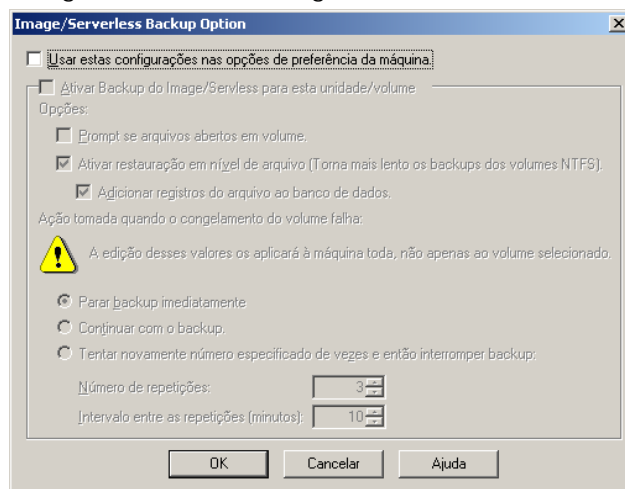 Image/Serverless Backup Option
Usar estas configurações nas opções de preferência da máquina.
Ativar Backup do Image/Servless para esta unidade/volume
Opções:
Prompt se arquivos abertos em volume.
Ativar restauração em nível de arquivo (Torna mais lento os backups dos volumes NTFS).
Adicionar registros do arquivo ao banco de dados.
Ação tomada quando o congelamento do volume falha:
A edição desses valores os aplicará à máquina toda, não apenas ao volume selecionado.
Parar backup imediatamente
Continuar com o backup.
Tentar novamente número especificado de vezes e então interromper backup:
Número de repetições: 3
Intervalo entre as repetições (minutos): 10
OK Cancelar Ajuda